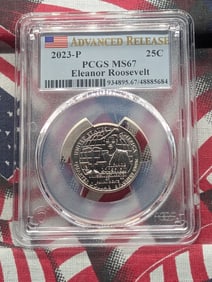 ADVANCED RELEASE
2023-P 25C
PCGS MS67
Eleanor Roosevelt
934895.67/48885684